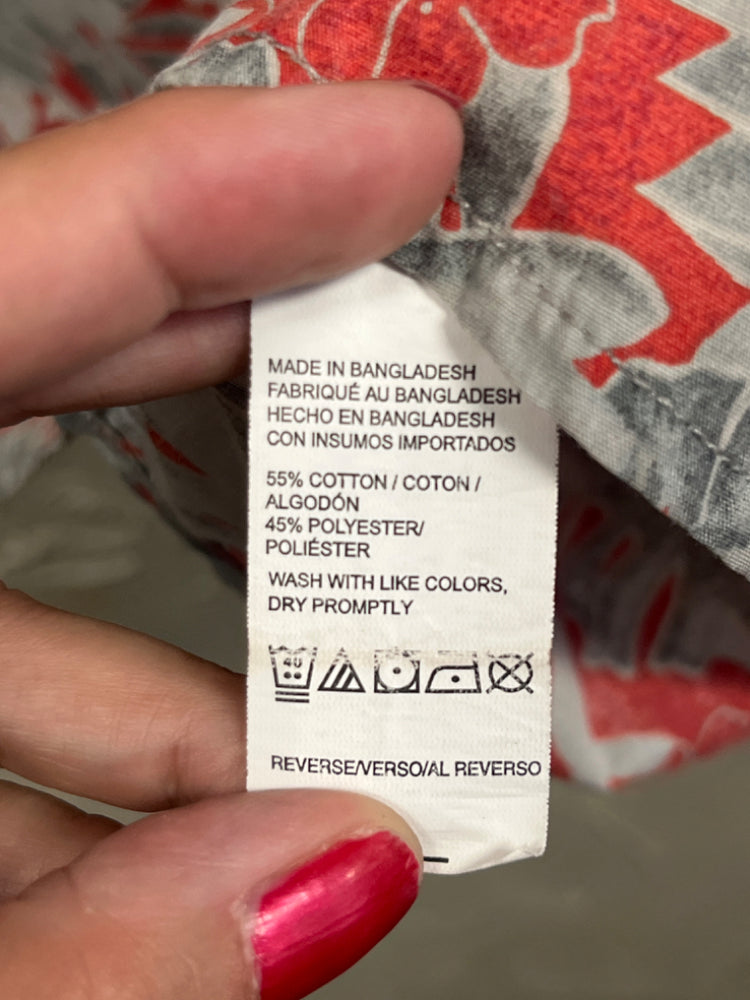 MADE IN BANGLADESH
FABRIQUÉ AU BANGLADESH
HECHO EN BANGLADESH
CON INSUMOS IMPORTADOS
55% COTTON / COTON /
ALGODÓN
45% POLYESTER/
POLIÉSTER
WASH WITH LIKE COLORS,
DRY PROMPTLY
40
REVERSE/VERSO/AL REVERSO